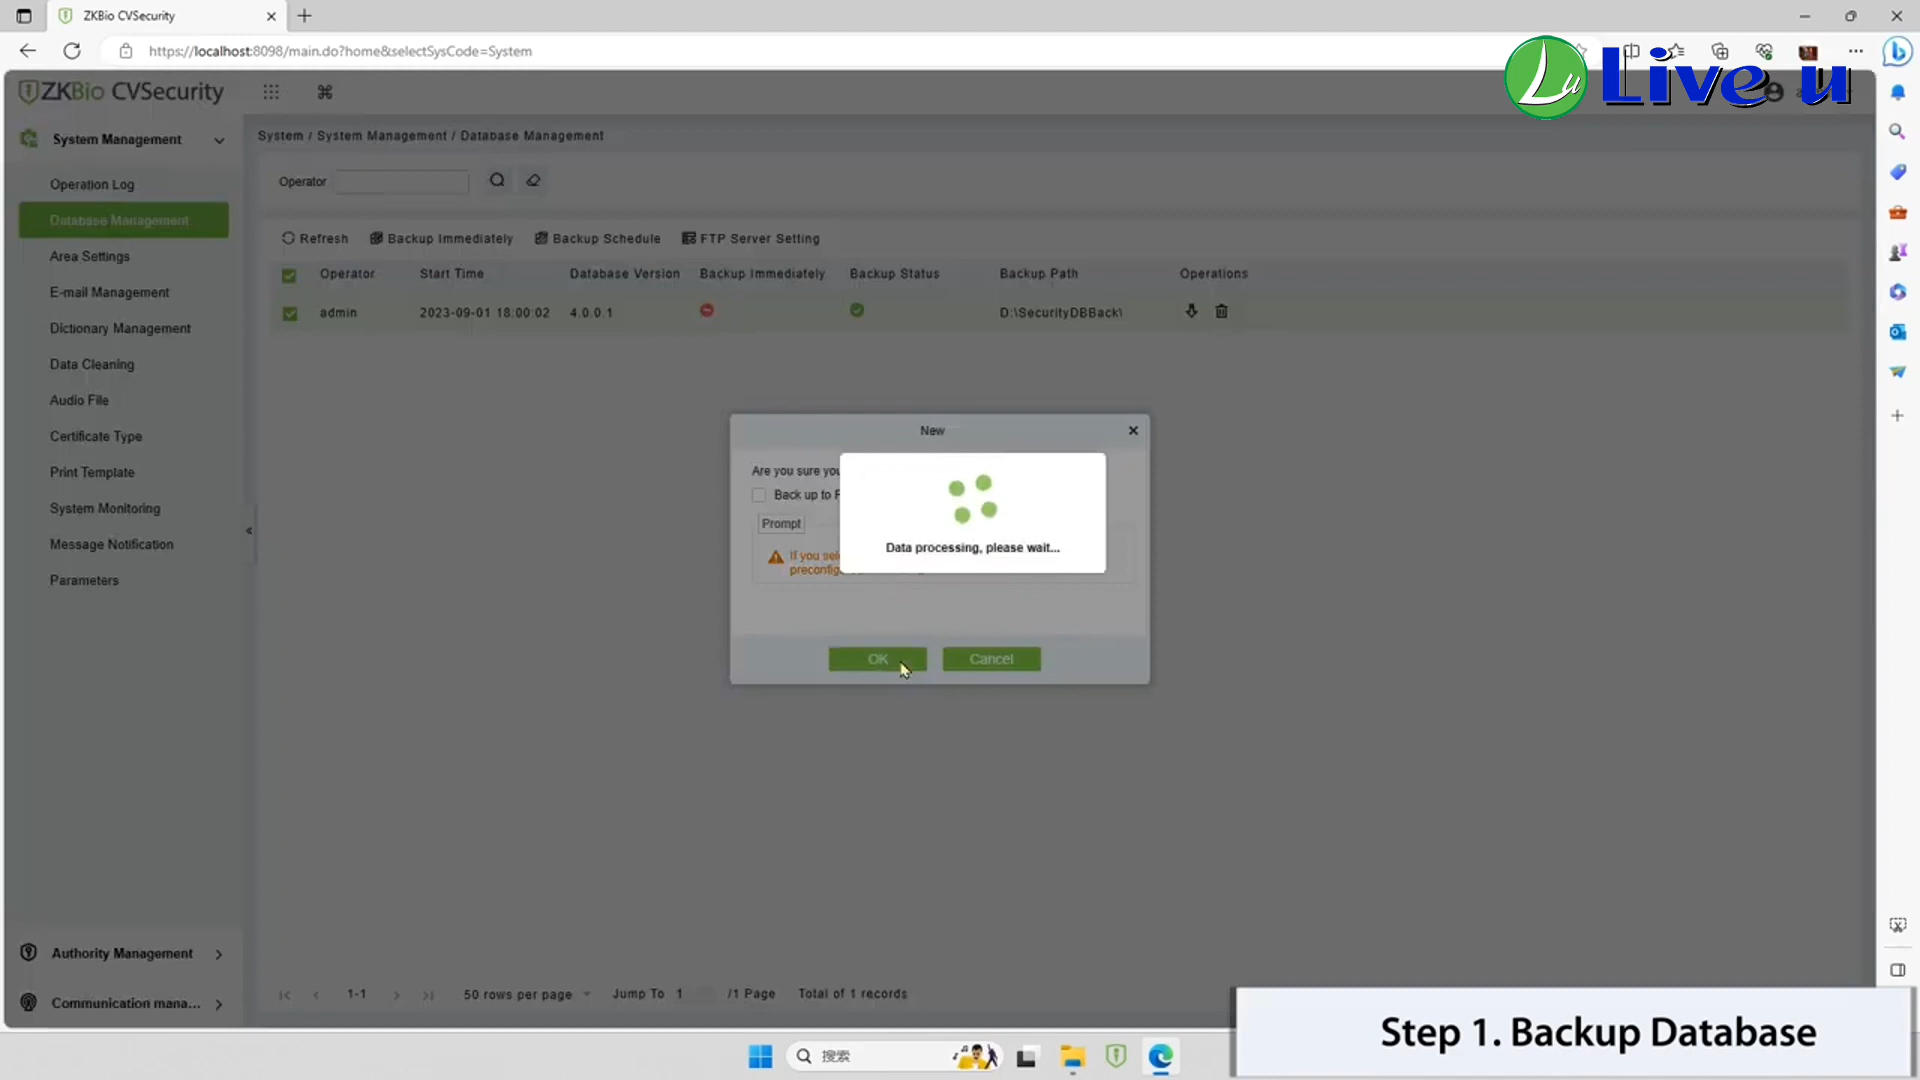 ZKBio CVSecurity
https://localhost:8098/main.do?home&selectSysCode=System
Lu Live u
ZKBio CVSecurity
System Management
System / System Management / Database Management
Operator
Operation Log
Database Management
Area Settings
E-mail Management
Dictionary Management
Data Cleaning
Audio File
Certificate Type
Print Template
System Monitoring
Message Notification
Parameters
Authority Management
Communication mana...
Refresh Backup Immediately Backup Schedule FTP Server Setting
Operator Start Time Database Version Backup Immediately Backup Status Backup Path Operations
admin 2023-09-01 18:00:02 4.0.0.1 D:\SecurityDBBack\
New
Are you sure you
Back up to F
Prompt
If you sel
preconfig
Data processing, please wait...
OK Cancel
1-1 50 rows per page Jump To 1 /1 Page Total of 1 records
Step 1. Backup Database
搜索